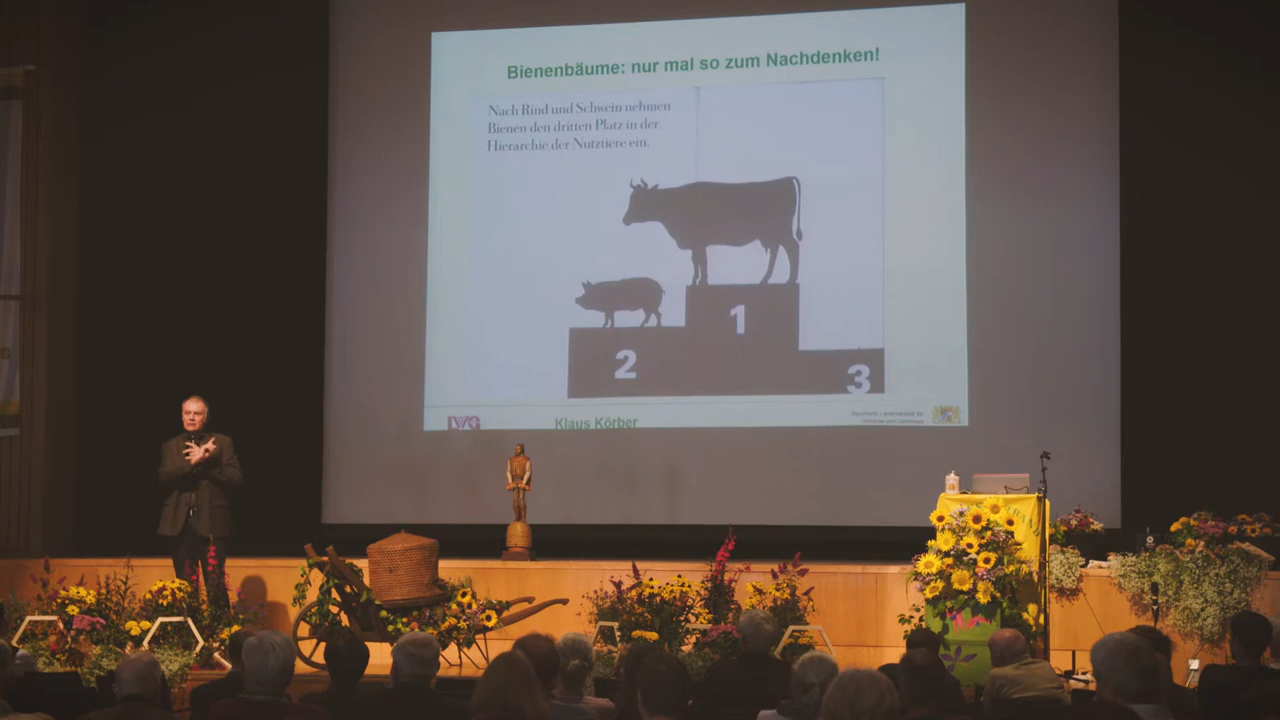 Bienenbäume: nur mal so zum Nachdenken!
Nach Rind und Schwein nehmen
Bienen den dritten Platz in der
Hierarchie der Nutztiere ein.
1
2
3
LWG
Klaus Körber